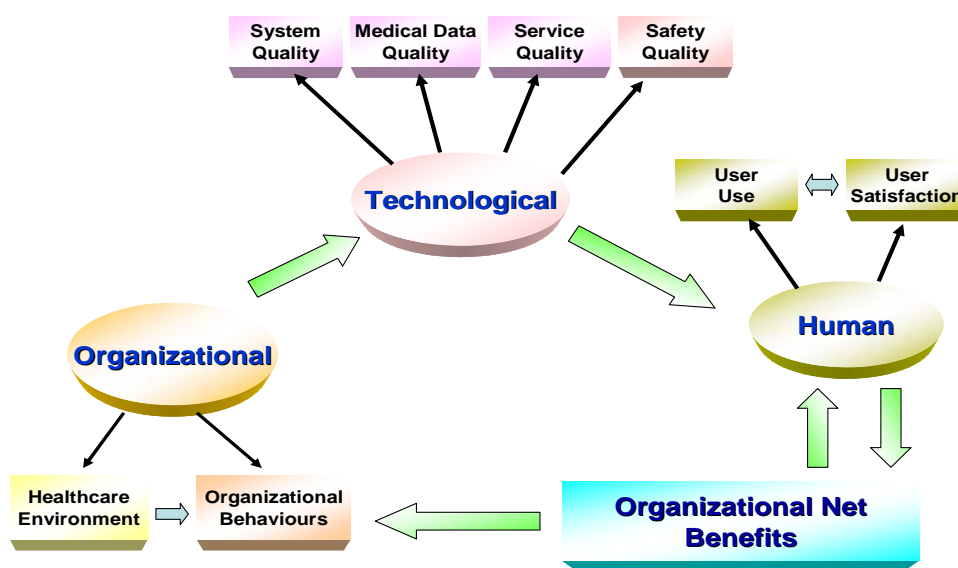 System
Quality
Medical Data
Quality
Service
Quality
Safety
Quality
Technological
User
Use
User
Satisfaction
Human
Organizational
Healthcare
Environment
Organizational
Behaviours
Organizational Net
Benefits